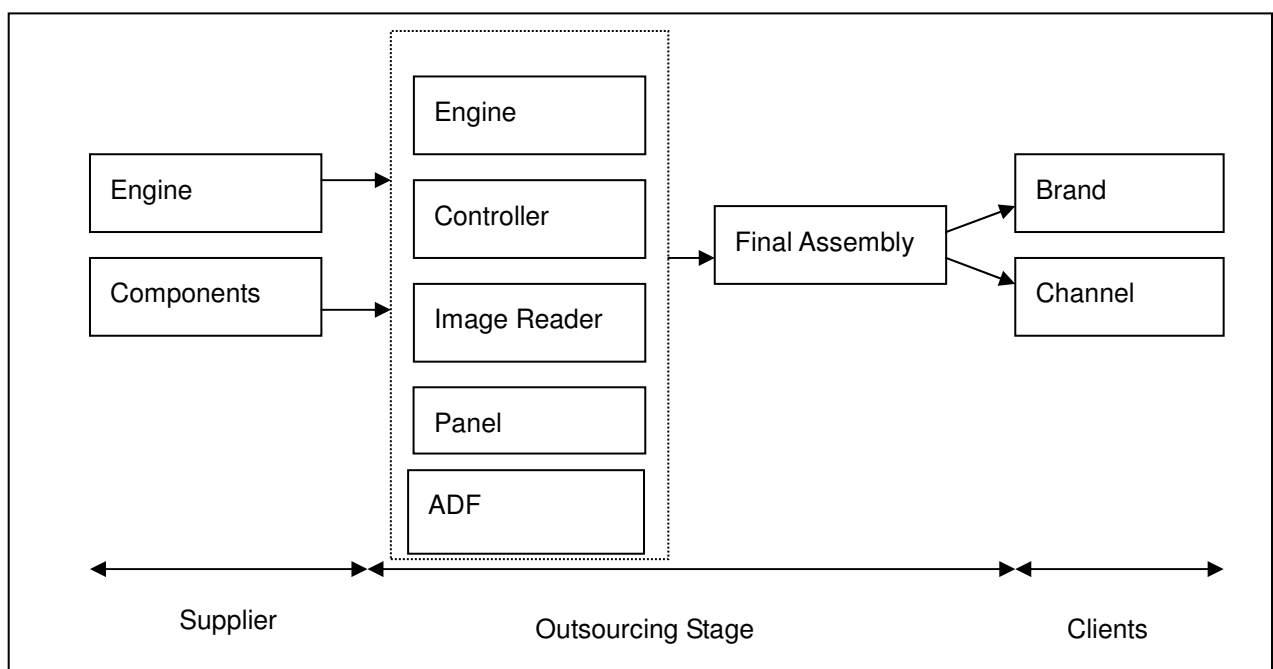 Engine
Components
Engine
Controller
Image Reader
Panel
ADF
Final Assembly
Brand
Channel
Supplier
Outsourcing Stage
Clients